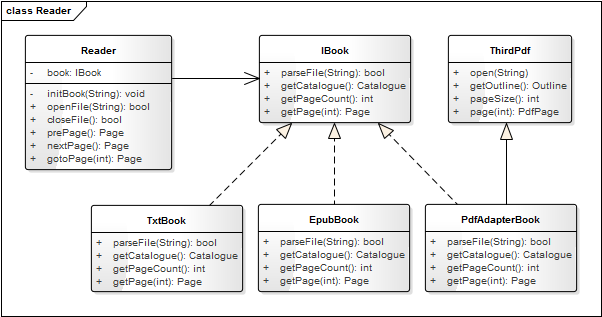 class Reader
Reader
- book: IBook
- initBook(String): void
+ openFile(String): bool
+ closeFile(): bool
+ prePage(): Page
+ nextPage(): Page
+ gotoPage(int): Page
IBook
+ parseFile(String): bool
+ getCatalogue(): Catalogue
+ getPageCount(): int
+ getPage(int): Page
ThirdPdf
+ open(String)
+ getOutline(): Outline
+ pageSize(): int
+ page(int): PdfPage
TxtBook
+ parseFile(String): bool
+ getCatalogue(): Catalogue
+ getPageCount(): int
+ getPage(int): Page
EpubBook
+ parseFile(String): bool
+ getCatalogue(): Catalogue
+ getPageCount(): int
+ getPage(int): Page
PdfAdapterBook
+ parseFile(String): bool
+ getCatalogue(): Catalogue
+ getPageCount(): int
+ getPage(int): Page